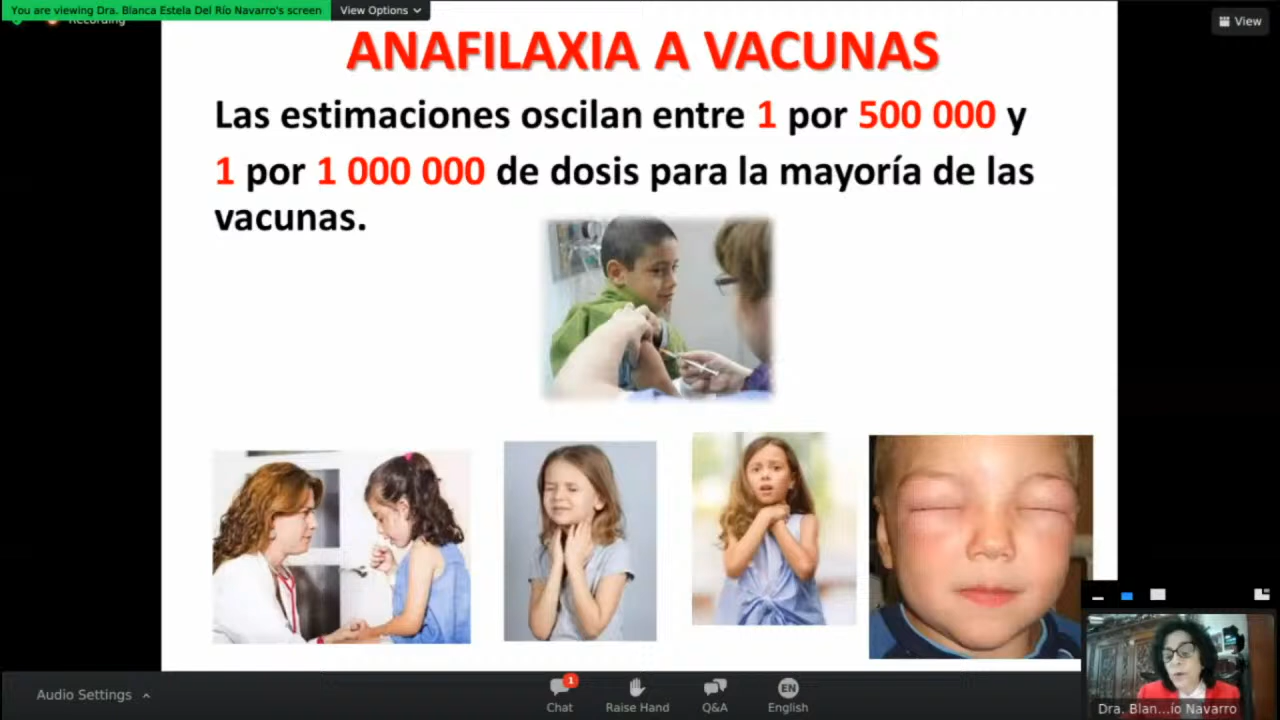 You are viewing Dra. Blanca Estela Del Río Navarro's screen
View Options
Recording
View
ANAFILAXIA A VACUNAS
Las estimaciones oscilan entre 1 por 500 000 y
1 por 1 000 000 de dosis para la mayoría de las
vacunas.
Audio Settings
1
Chat
Raise Hand
Q&A
EN
English
Dra. Blan...ío Navarro